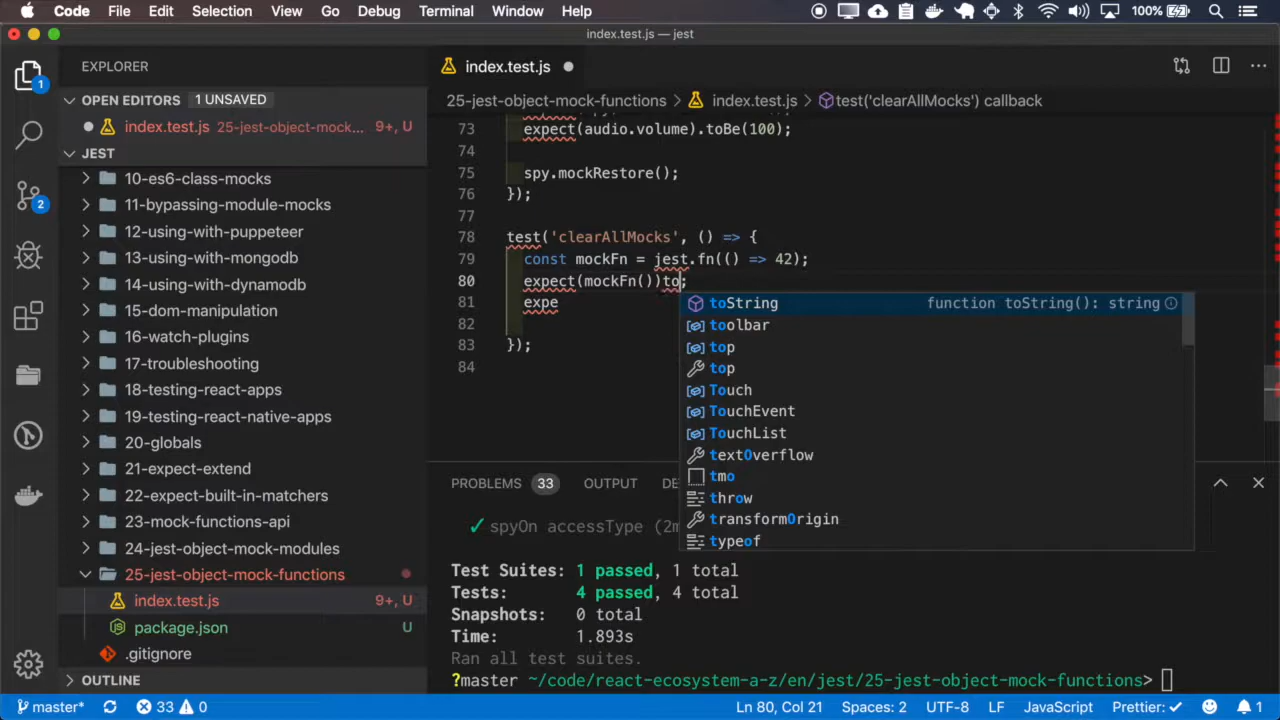 Code File Edit Selection View Go Debug Terminal Window Help 100%
index.test.js — jest
EXPLORER
OPEN EDITORS 1 UNSAVED
index.test.js 25-jest-object-mock... 9+, U
JEST
10-es6-class-mocks
11-bypassing-module-mocks
12-using-with-puppeteer
13-using-with-mongodb
14-using-with-dynamodb
15-dom-manipulation
16-watch-plugins
17-troubleshooting
18-testing-react-apps
19-testing-react-native-apps
20-globals
21-expect-extend
22-expect-built-in-matchers
23-mock-functions-api
24-jest-object-mock-modules
25-jest-object-mock-functions
index.test.js 9+, U
package.json U
.gitignore
OUTLINE
1
2
index.test.js
25-jest-object-mock-functions > index.test.js > test('clearAllMocks') callback
73 expect(audio.volume).toBe(100);
74
75 spy.mockRestore();
76 });
77
78 test('clearAllMocks', () => {
79 const mockFn = jest.fn(() => 42);
80 expect(mockFn())to;
81 expe
82
83 });
84
toString function toString(): string
toolbar
top
top
Touch
TouchEvent
TouchList
textOverflow
tmo
throw
transformOrigin
typeof
PROBLEMS 33 OUTPUT DE
✓ spyOn accessType (2m
Test Suites: 1 passed, 1 total
Tests: 4 passed, 4 total
Snapshots: 0 total
Time: 1.893s
Ran all test suites.
?master ~/code/react-ecosystem-a-z/en/jest/25-jest-object-mock-functions>
master* 33 0 Ln 80, Col 21 Spaces: 2 UTF-8 LF JavaScript Prettier: ✓ 1